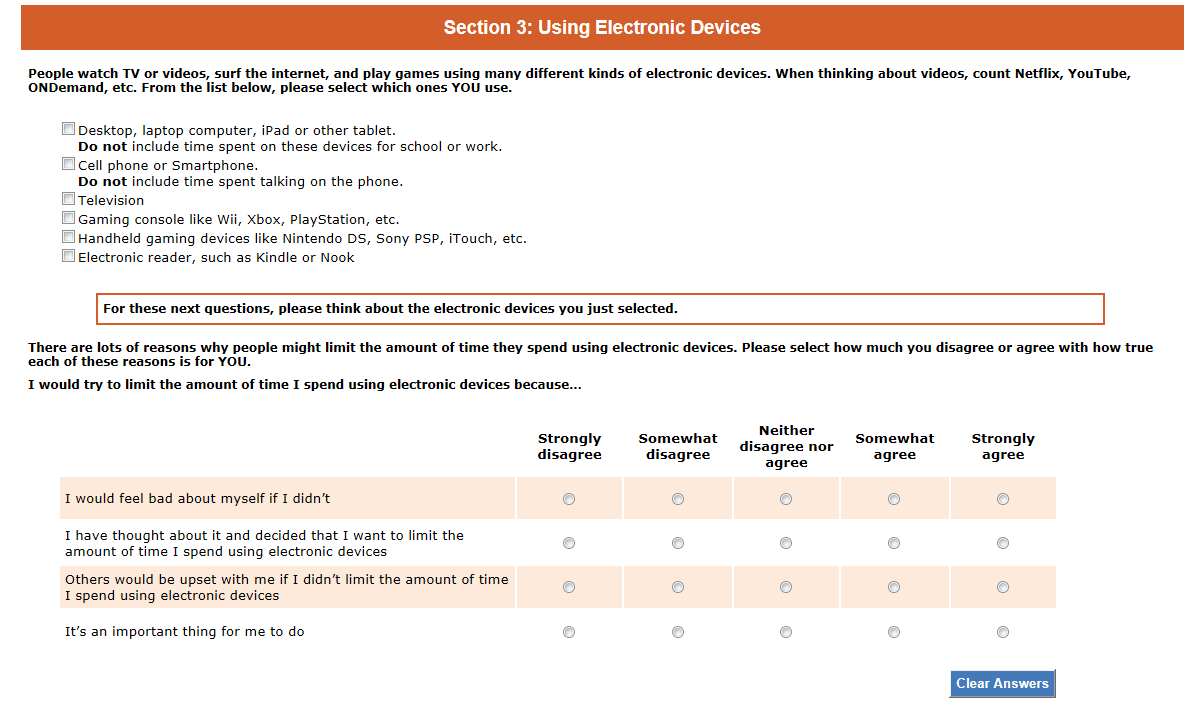 Section 3: Using Electronic Devices
People watch TV or videos, surf the internet, and play games using many different kinds of electronic devices. When thinking about videos, count Netflix, YouTube,
ONDemand, etc. From the list below, please select which ones YOU use.
Desktop, laptop computer, iPad or other tablet.
Do not include time spent on these devices for school or work.
Cell phone or Smartphone.
Do not include time spent talking on the phone.
Television
Gaming console like Wii, Xbox, PlayStation, etc.
Handheld gaming devices like Nintendo DS, Sony PSP, iTouch, etc.
Electronic reader, such as Kindle or Nook
For these next questions, please think about the electronic devices you just selected.
There are lots of reasons why people might limit the amount of time they spend using electronic devices. Please select how much you disagree or agree with how true
each of these reasons is for YOU.
I would try to limit the amount of time I spend using electronic devices because...
Strongly
disagree
Somewhat
disagree
Neither
disagree nor
agree
Somewhat
agree
Strongly
agree
I would feel bad about myself if I didn’t
I have thought about it and decided that I want to limit the
amount of time I spend using electronic devices
Others would be upset with me if I didn’t limit the amount of time
I spend using electronic devices
It’s an important thing for me to do
Clear Answers